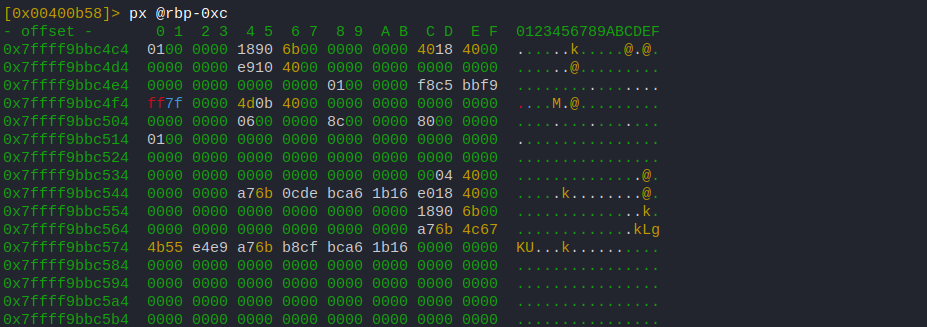 [0x00400b58]> px @rbp-0xc
- offset -       0 1  2 3  4 5  6 7  8 9  A B  C D  E F  0123456789ABCDEF
0x7ffff9bbc4c4  0100 0000 1890 6b00 0000 0000 4018 4000  ......k.....@.@.
0x7ffff9bbc4d4  0000 0000 e910 4000 0000 0000 0000 0000  ......@.........
0x7ffff9bbc4e4  0000 0000 0000 0000 0100 0000 f8c5 bbf9  ................
0x7ffff9bbc4f4  ff7f 0000 4d0b 4000 0000 0000 0000 0000  ....M.@.........
0x7ffff9bbc504  0000 0000 0600 0000 8c00 0000 8000 0000  ................
0x7ffff9bbc514  0100 0000 0000 0000 0000 0000 0000 0000  ................
0x7ffff9bbc524  0000 0000 0000 0000 0000 0000 0000 0000  ................
0x7ffff9bbc534  0000 0000 0000 0000 0000 0000 0004 4000  ..............@.
0x7ffff9bbc544  0000 0000 a76b 0cde bca6 1b16 e018 4000  .....k........@.
0x7ffff9bbc554  0000 0000 0000 0000 0000 0000 1890 6b00  ..............k.
0x7ffff9bbc564  0000 0000 0000 0000 0000 0000 a76b 4c67  .............kLg
0x7ffff9bbc574  4b55 e4e9 a76b b8cf bca6 1b16 0000 0000  KU...k..........
0x7ffff9bbc584  0000 0000 0000 0000 0000 0000 0000 0000  ................
0x7ffff9bbc594  0000 0000 0000 0000 0000 0000 0000 0000  ................
0x7ffff9bbc5a4  0000 0000 0000 0000 0000 0000 0000 0000  ................
0x7ffff9bbc5b4  0000 0000 0000 0000 0000 0000 0000 0000  ................